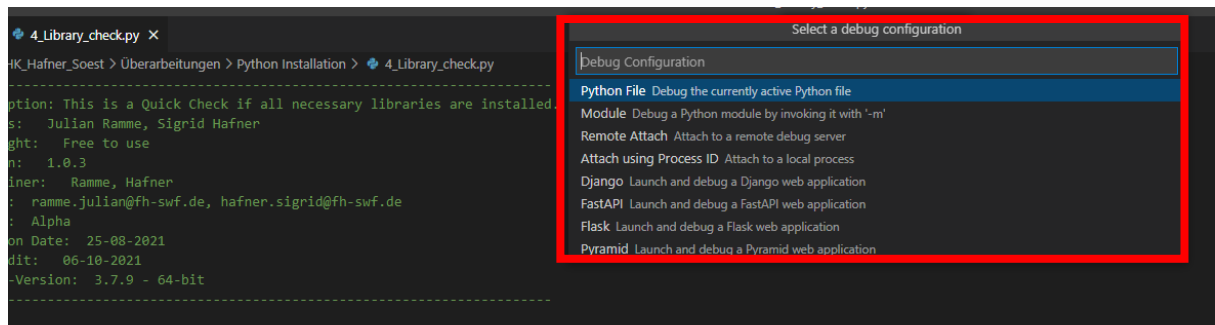 4_Library_check.py
HK_Hafner_Soest > Überarbeitungen > Python Installation > 4_Library_check.py
ption: This is a Quick Check if all necessary libraries are installed.
s: Julian Ramme, Sigrid Hafner
ght: Free to use
n: 1.0.3
iner: Ramme, Hafner
: ramme.julian@fh-swf.de, hafner.sigrid@fh-swf.de
: Alpha
on Date: 25-08-2021
dit: 06-10-2021
-Version: 3.7.9 - 64-bit
Select a debug configuration
Debug Configuration
Python File Debug the currently active Python file
Module Debug a Python module by invoking it with '-m'
Remote Attach Attach to a remote debug server
Attach using Process ID Attach to a local process
Django Launch and debug a Django web application
FastAPI Launch and debug a FastAPI web application
Flask Launch and debug a Flask web application
Pyramid Launch and debug a Pyramid web application